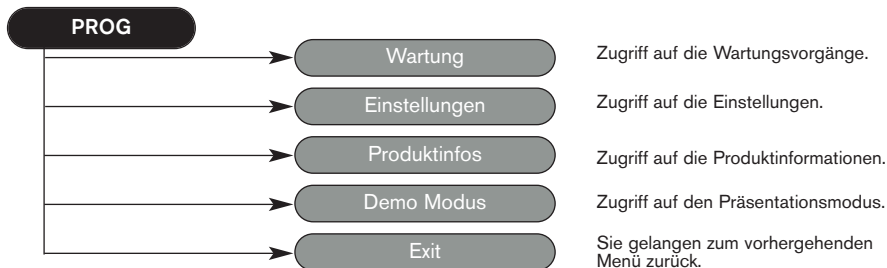 PROG
Wartung
Zugriff auf die Wartungsvorgänge.
Einstellungen
Zugriff auf die Einstellungen.
Produktinfos
Zugriff auf die Produktinformationen.
Demo Modus
Zugriff auf den Präsentationsmodus.
Exit
Sie gelangen zum vorhergehenden
Menü zurück.